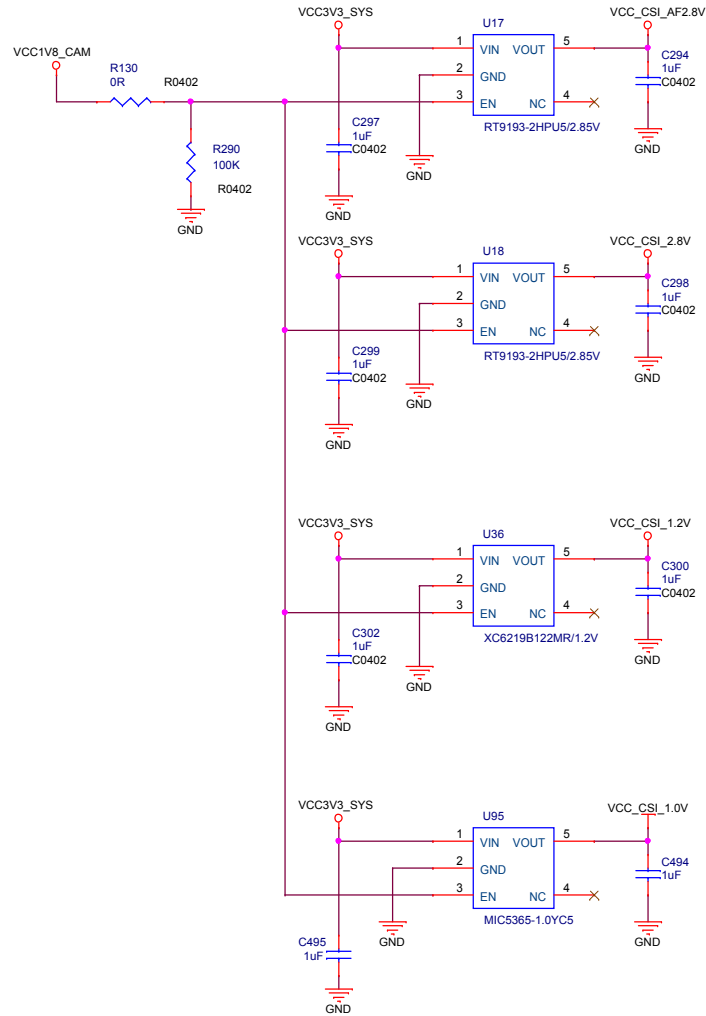 VCC3V3_SYS
U17
VCC_CSI_AF2.8V
VCC1V8_CAM
R130
0R
R0402
1 VIN VOUT 5
2 GND
3 EN NC 4
RT9193-2HPU5/2.85V
C294
1uF
C0402
GND
C297
1uF
C0402
GND
GND
R290
100K
R0402
GND
VCC3V3_SYS
U18
VCC_CSI_2.8V
1 VIN VOUT 5
2 GND
3 EN NC 4
RT9193-2HPU5/2.85V
C298
1uF
C0402
GND
C299
1uF
C0402
GND
GND
VCC3V3_SYS
U36
VCC_CSI_1.2V
1 VIN VOUT 5
2 GND
3 EN NC 4
XC6219B122MR/1.2V
C300
1uF
C0402
GND
C302
1uF
C0402
GND
GND
VCC3V3_SYS
U95
VCC_CSI_1.0V
1 VIN VOUT 5
2 GND
3 EN NC 4
MIC5365-1.0YC5
C494
1uF
GND
GND
C495
1uF
GND